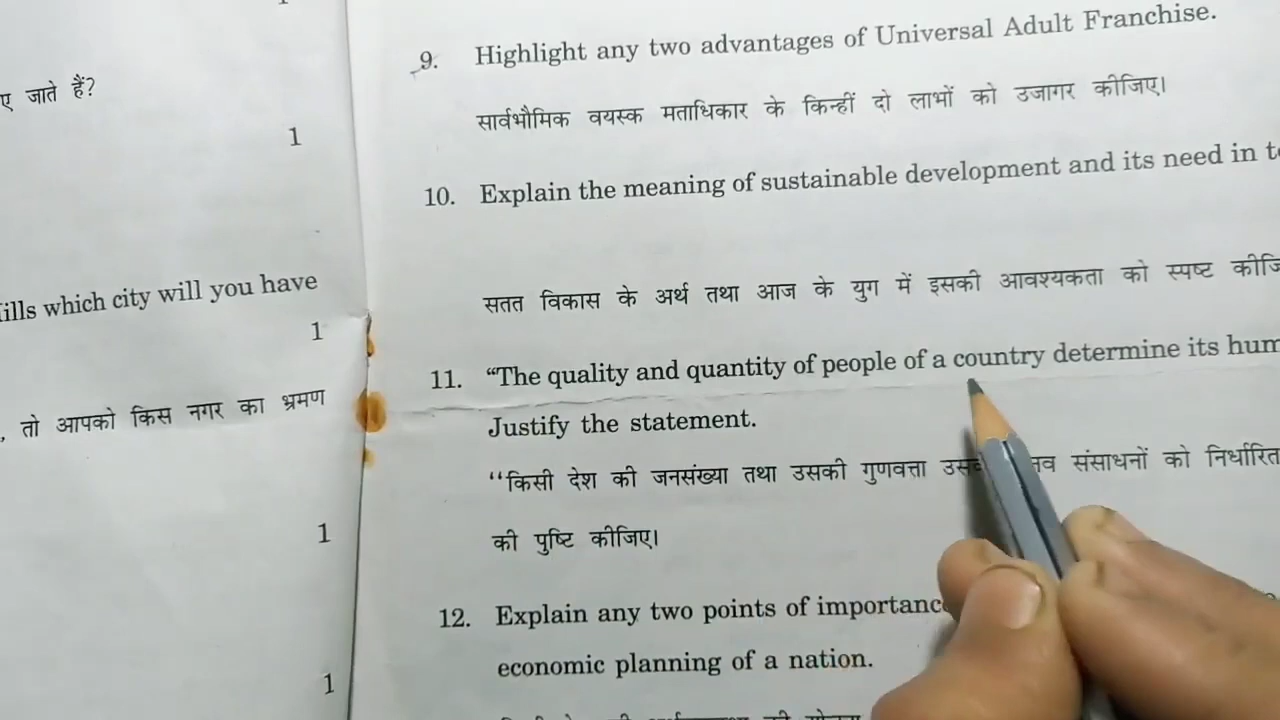 ए जाते हैं?
1
ills which city will you have
1
, तो आपको किस नगर का भ्रमण
1
1
9. Highlight any two advantages of Universal Adult Franchise.
सार्वभौमिक वयस्क मताधिकार के किन्हीं दो लाभों को उजागर कीजिए।
10. Explain the meaning of sustainable development and its need in
सतत विकास के अर्थ तथा आज के युग में इसकी आवश्यकता को स्पष्ट
11. "The quality and quantity of people of a country determine its hum
Justify the statement.
''किसी देश की जनसंख्या तथा उसकी गुणवत्ता संसाधनों को निर्धारित
की पुष्टि कीजिए।
12. Explain any two points of importanc
economic planning of a nation.